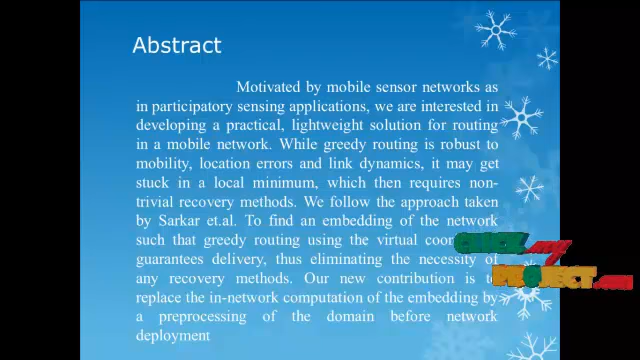 Abstract
Motivated by mobile sensor networks as
in participatory sensing applications, we are interested in
developing a practical, lightweight solution for routing
in a mobile network. While greedy routing is robust to
mobility, location errors and link dynamics, it may get
stuck in a local minimum, which then requires non-
trivial recovery methods. We follow the approach taken
by Sarkar et.al. To find an embedding of the network
such that greedy routing using the virtual
guarantees delivery, thus eliminating the necessity of
any recovery methods. Our new contribution is to
replace the in-network computation of the embedding by
a preprocessing of the domain before network
deployment
CLICK my
PROJECT.com